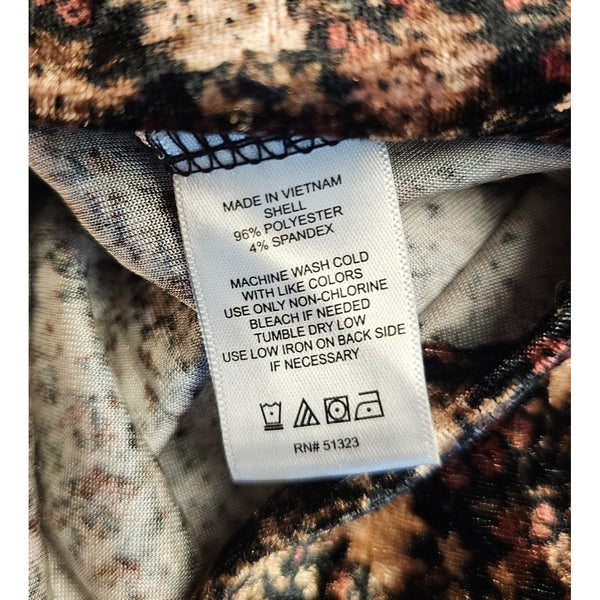 MADE IN VIETNAM
SHELL
96% POLYESTER
4% SPANDEX
MACHINE WASH COLD
WITH LIKE COLORS
USE ONLY NON-CHLORINE
BLEACH IF NEEDED
TUMBLE DRY LOW
USE LOW IRON ON BACK SIDE
IF NECESSARY
RN# 51323